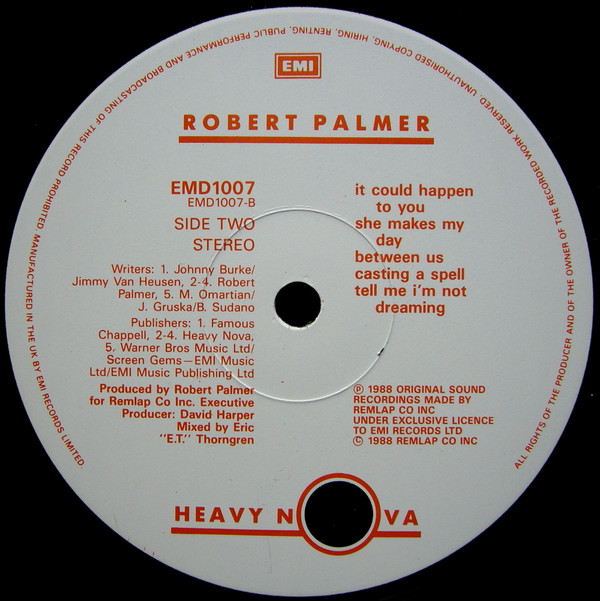 EMI
ROBERT PALMER
EMD1007
EMD1007-B
SIDE TWO
STEREO
Writers: 1. Johnny Burke/
Jimmy Van Heusen, 2-4. Robert
Palmer, 5. M. Omartian/
J. Gruska/B. Sudano
Publishers: 1. Famous
Chappell, 2-4. Heavy Nova,
5. Warner Bros Music Ltd/
Screen Gems—EMI Music
Ltd/EMI Music Publishing Ltd
Produced by Robert Palmer
for Remlap Co Inc. Executive
Producer: David Harper
Mixed by Eric
"E.T." Thorngren
it could happen
to you
she makes my
day
between us
casting a spell
tell me i'm not
dreaming
Ⓟ 1988 ORIGINAL SOUND
RECORDINGS MADE BY
REMLAP CO INC
UNDER EXCLUSIVE LICENCE
TO EMI RECORDS LTD
© 1988 REMLAP CO INC
HEAVY NOVA
ALL RIGHTS OF THE PRODUCER AND OF THE OWNER OF THE RECORDED WORK RESERVED. UNAUTHORISED COPYING, HIRING, RENTING, PUBLIC PERFORMANCE AND BROADCASTING OF THIS RECORD PROHIBITED. MANUFACTURED IN THE UK BY EMI RECORDS LIMITED.